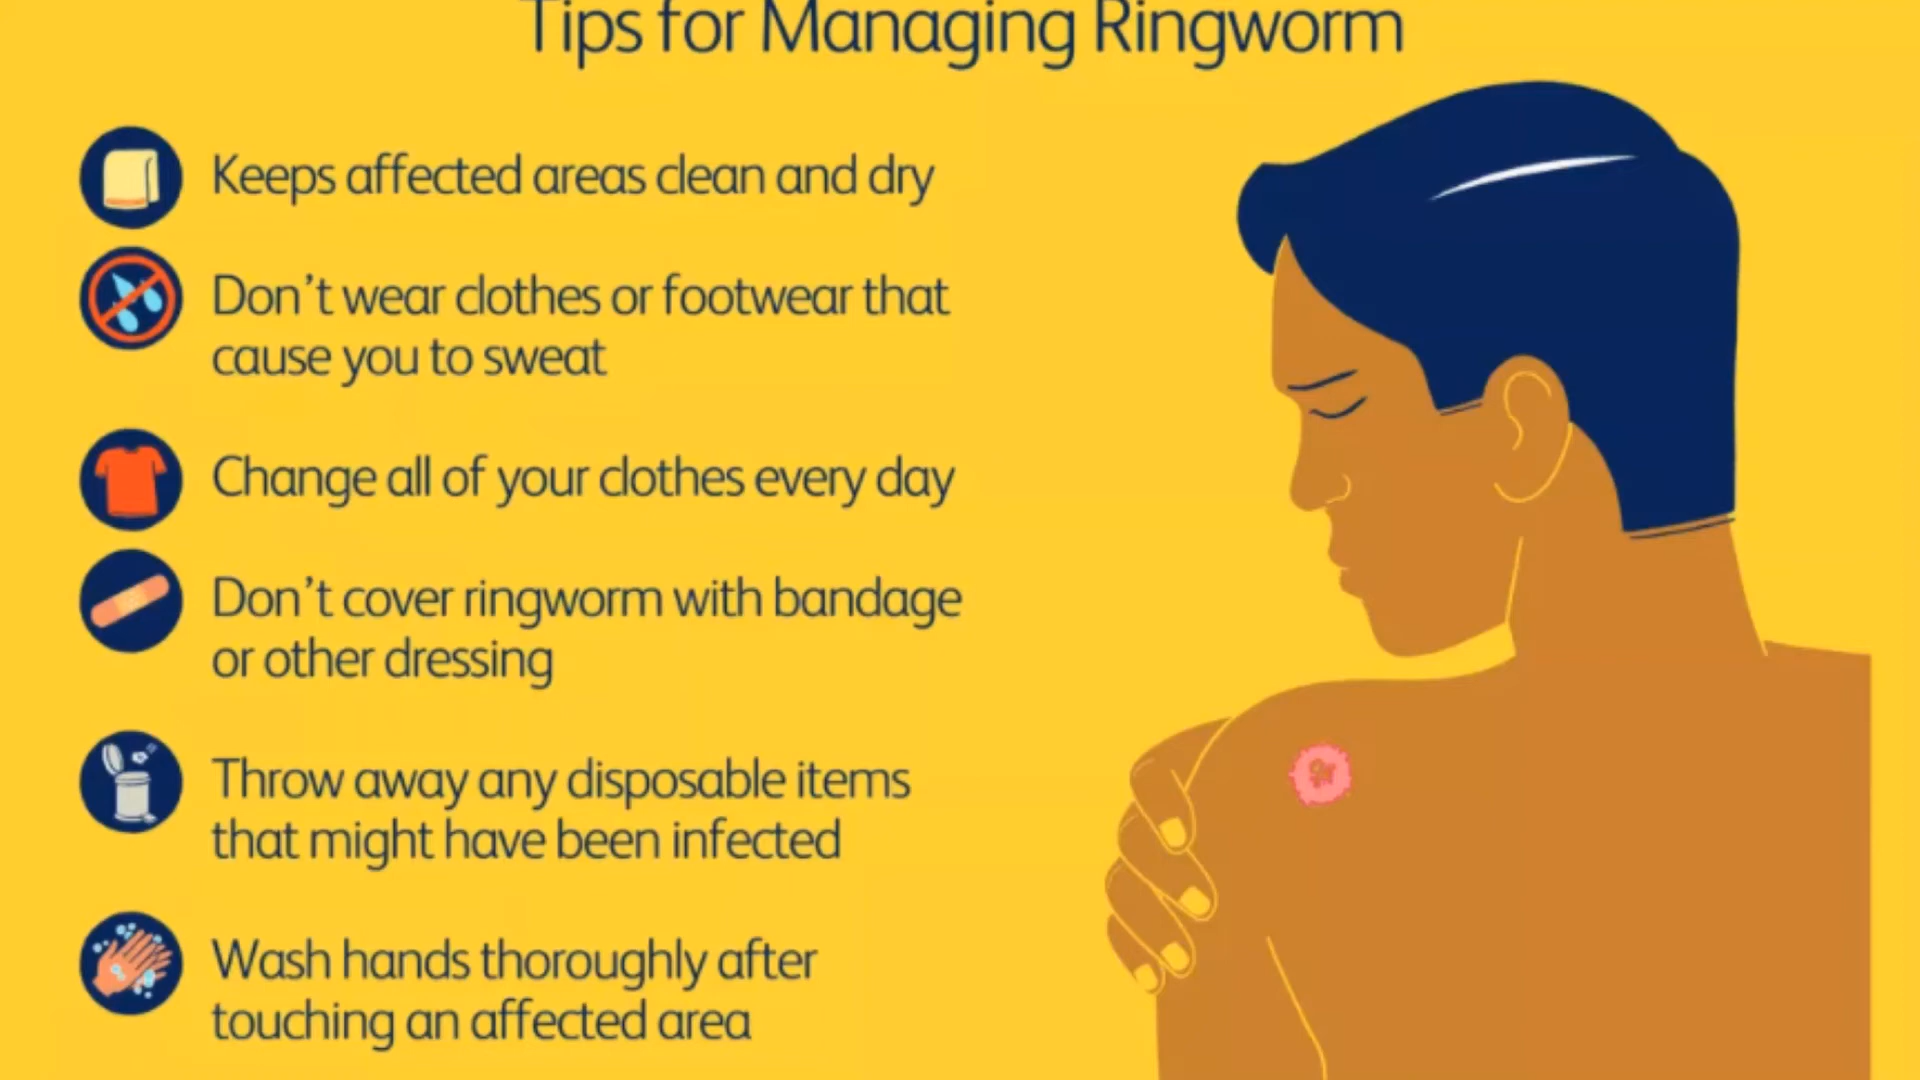 Tips for Managing Ringworm
Keeps affected areas clean and dry
Don't wear clothes or footwear that
cause you to sweat
Change all of your clothes every day
Don't cover ringworm with bandage
or other dressing
Throw away any disposable items
that might have been infected
Wash hands thoroughly after
touching an affected area